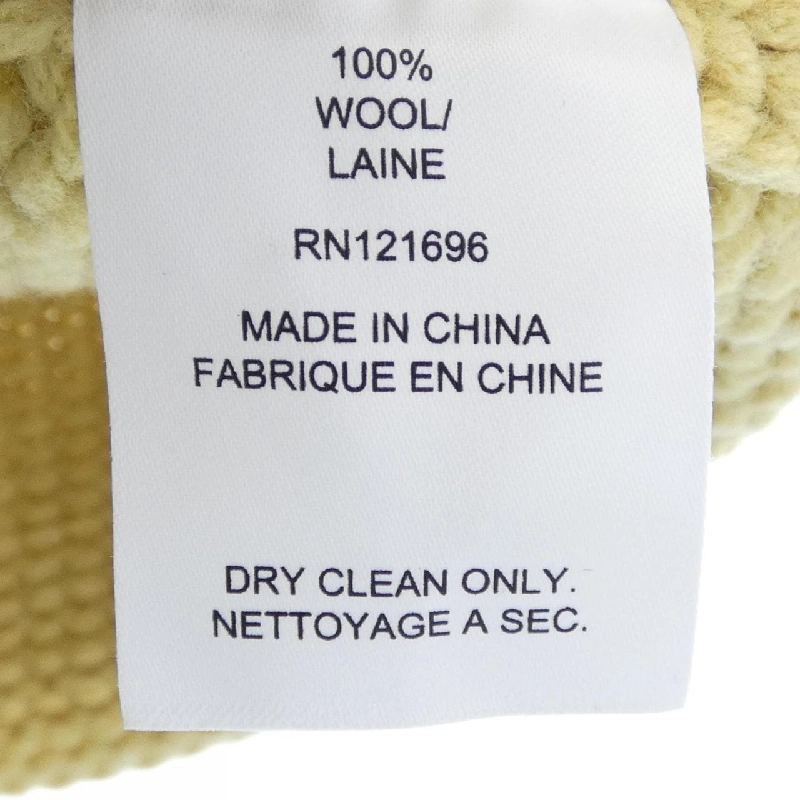 100%
WOOL/
LAINE
RN121696
MADE IN CHINA
FABRIQUE EN CHINE
DRY CLEAN ONLY.
NETTOYAGE A SEC.